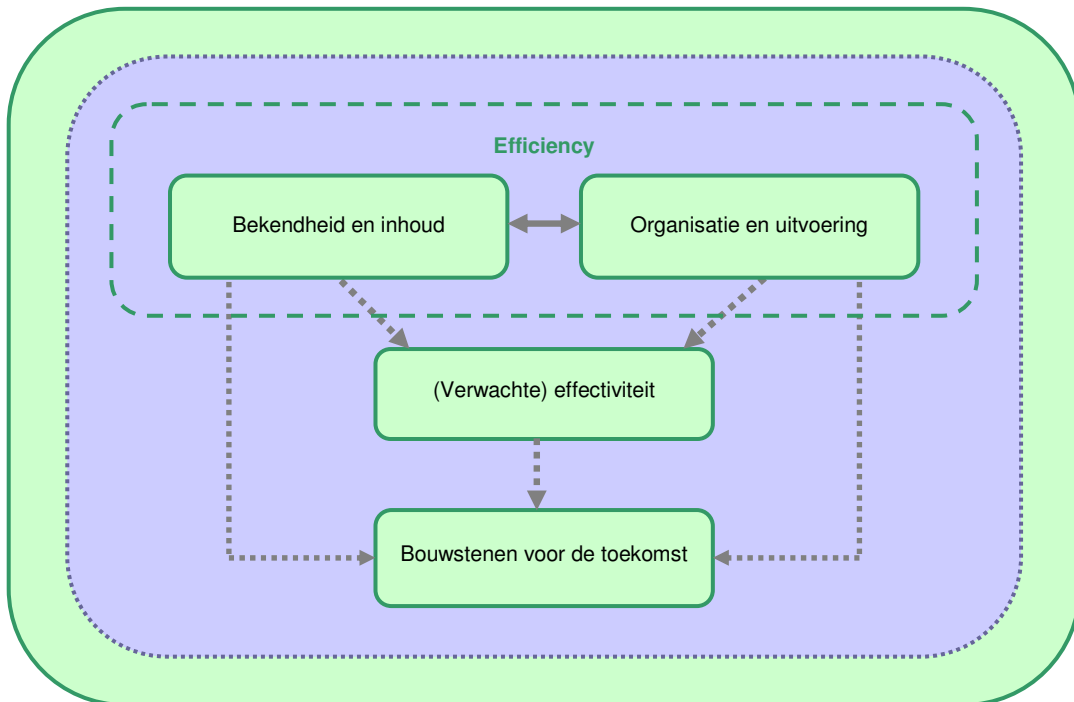 Efficiency
Bekendheid en inhoud
Organisatie en uitvoering
(Verwachte) effectiviteit
Bouwstenen voor de toekomst